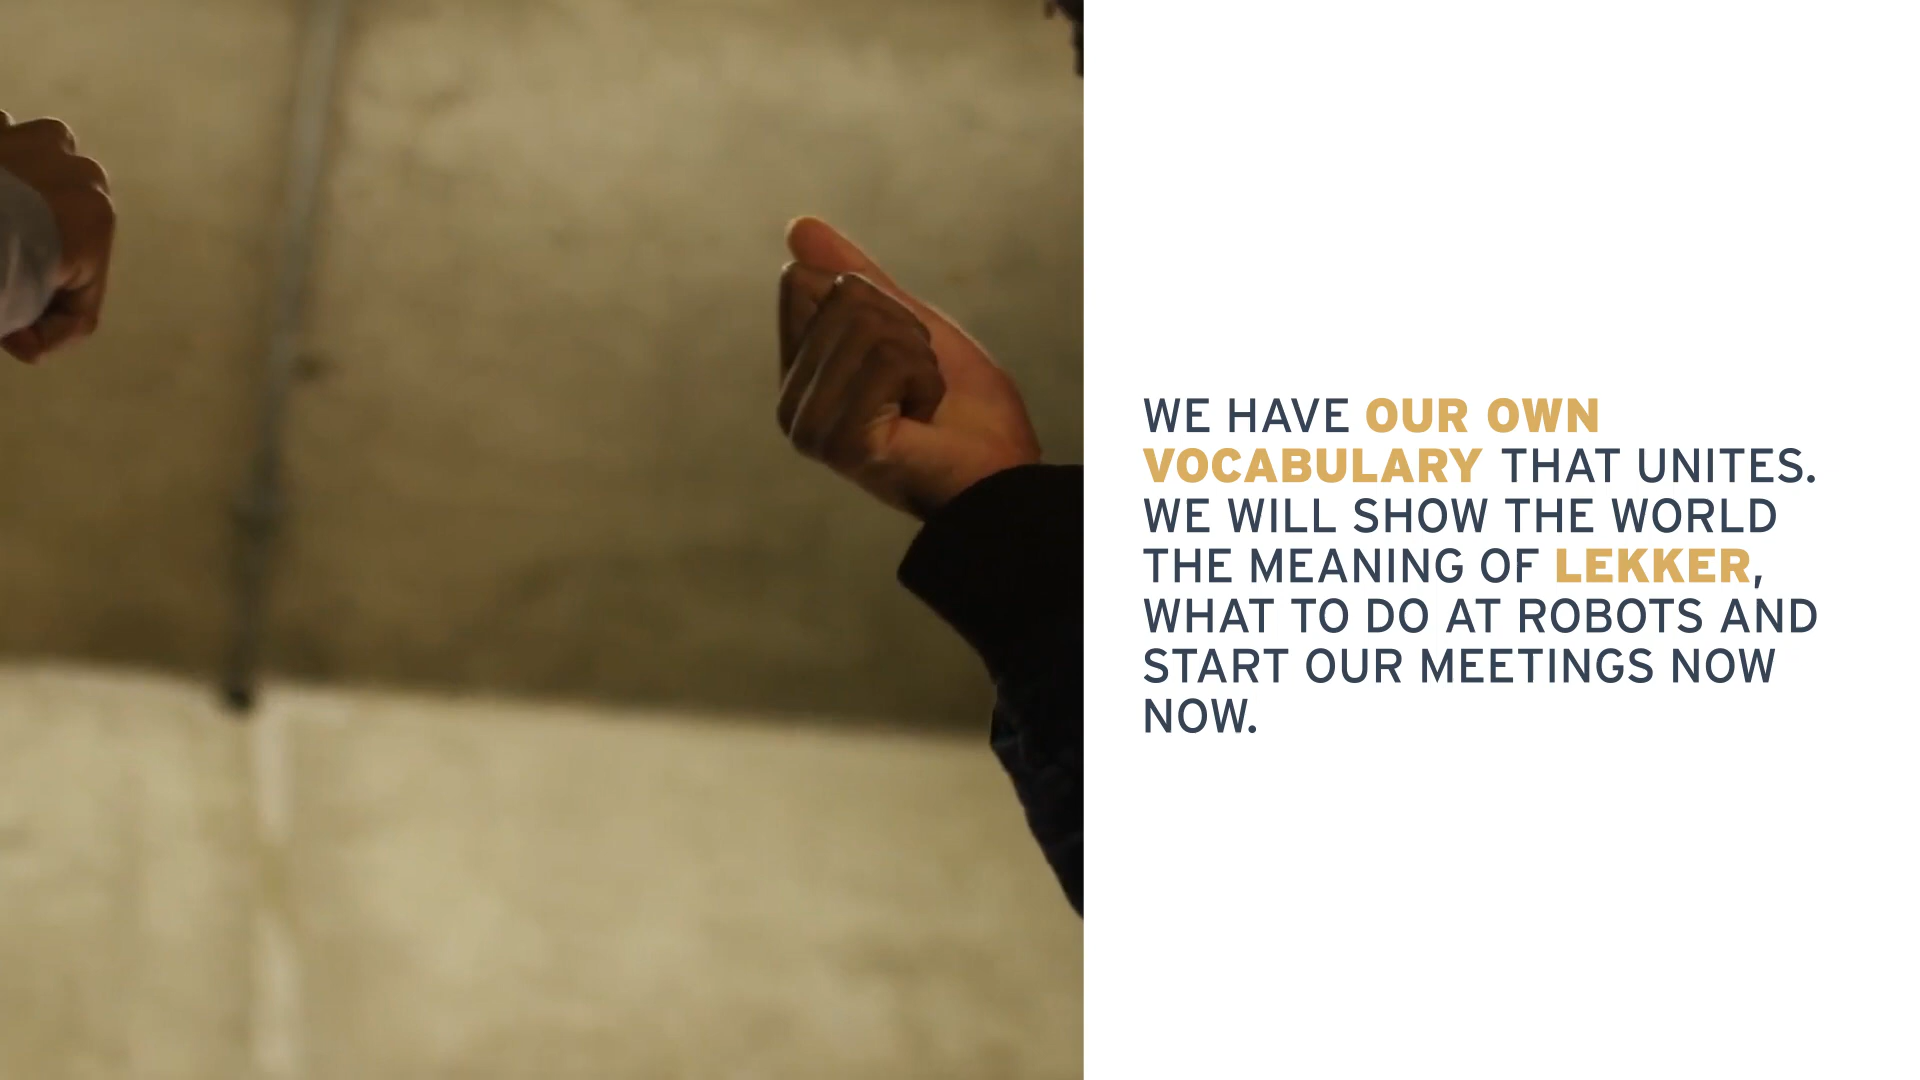 WE HAVE OUR OWN
VOCABULARY THAT UNITES.
WE WILL SHOW THE WORLD
THE MEANING OF LEKKER,
WHAT TO DO AT ROBOTS AND
START OUR MEETINGS NOW
NOW.